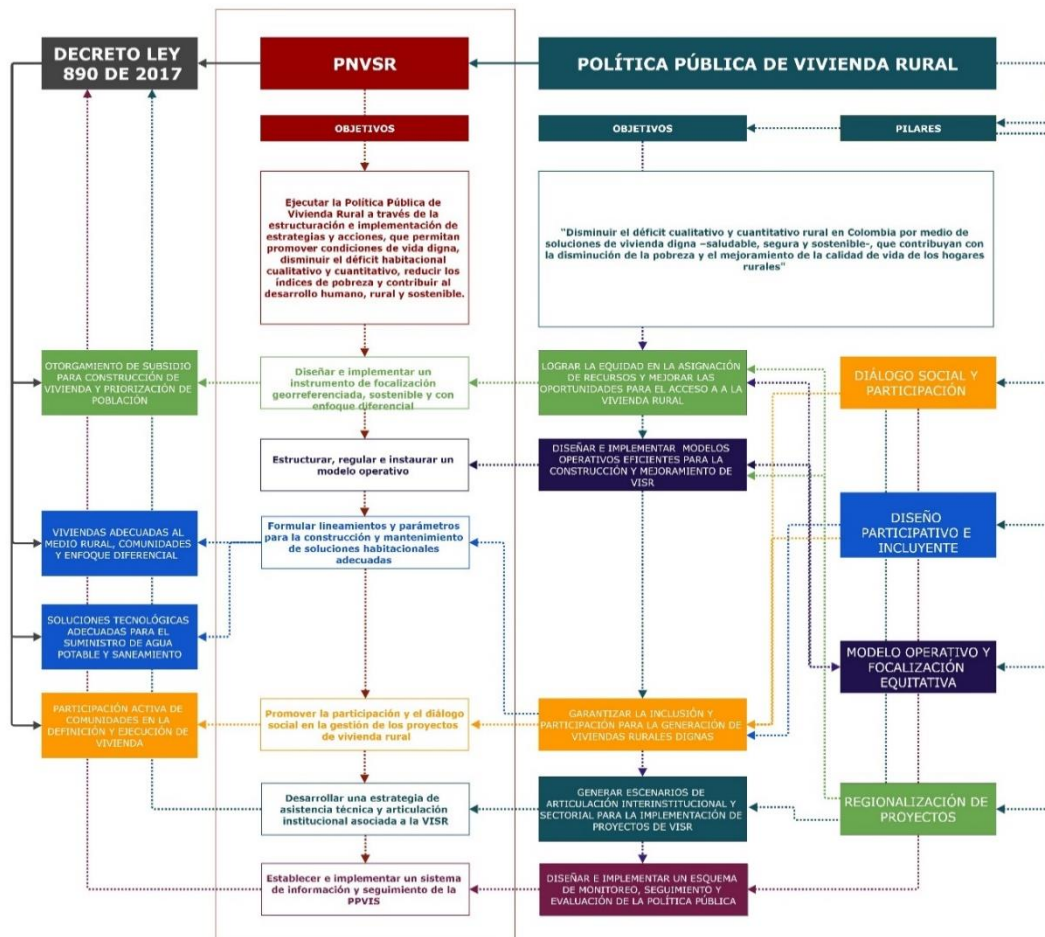 DECRETO LEY
890 DE 2017
PNVSR
POLÍTICA PÚBLICA DE VIVIENDA RURAL
OBJETIVOS
OBJETIVOS
PILARES
Ejecutar la Política Pública de
Vivienda Rural a través de la
estructuración e implementación de
estrategias y acciones, que permitan
promover condiciones de vida digna,
disminuir el déficit habitacional
cualitativo y cuantitativo, reducir los
índices de pobreza y contribuir al
desarrollo humano, rural y sostenible.
"Disminuir el déficit cualitativo y cuantitativo rural en Colombia por medio de
soluciones de vivienda digna –saludable, segura y sostenible-, que contribuyan con
la disminución de la pobreza y el mejoramiento de la calidad de vida de los hogares
rurales"
OTORGAMIENTO DE SUBSIDIO
PARA CONSTRUCCIÓN DE
VIVIENDA Y PRIORIZACIÓN DE
POBLACIÓN
Diseñar e implementar un
instrumento de focalización
georreferenciada, sostenible y con
enfoque diferencial
LOGRAR LA EQUIDAD EN LA ASIGNACIÓN
DE RECURSOS Y MEJORAR LAS
OPORTUNIDADES PARA EL ACCESO A A LA
VIVIENDA RURAL
DIÁLOGO SOCIAL Y
PARTICIPACIÓN
Estructurar, regular e instaurar
un modelo operativo
DISEÑAR E IMPLEMENTAR MODELOS
OPERATIVOS EFICIENTES PARA LA
CONSTRUCCIÓN Y MEJORAMIENTO DE
VISR
VIVIENDAS ADECUADAS AL
MEDIO RURAL, COMUNIDADES
Y ENFOQUE DIFERENCIAL
Formular lineamientos y parámetros
para la construcción y mantenimiento
de soluciones habitacionales
adecuadas
DISEÑO
PARTICIPATIVO E
INCLUYENTE
SOLUCIONES TECNOLÓGICAS
ADECUADAS PARA EL
SUMINISTRO DE AGUA
POTABLE Y SANEAMIENTO
MODELO OPERATIVO Y
FOCALIZACIÓN
EQUITATIVA
PARTICIPACIÓN ACTIVA DE
COMUNIDADES EN LA
DEFINICIÓN Y EJECUCIÓN DE
VIVIENDA
Promover la participación y el diálogo
social en la gestión de los proyectos
de vivienda rural
GARANTIZAR LA INCLUSIÓN Y
PARTICIPACIÓN PARA LA GENERACIÓN DE
VIVIENDAS RURALES DIGNAS
Desarrollar una estrategia de
asistencia técnica y articulación
institucional asociada a la VISR
GENERAR ESCENARIOS DE
ARTICULACIÓN INTERINSTITUCIONAL Y
SECTORIAL PARA LA IMPLEMENTACIÓN DE
PROYECTOS DE VISR
REGIONALIZACIÓN DE
PROYECTOS
Establecer e implementar un sistema
de información y seguimiento de la
PPVIS
DISEÑAR E IMPLEMENTAR UN ESQUEMA
DE MONITOREO, SEGUIMIENTO Y
EVALUACIÓN DE LA POLÍTICA PÚBLICA